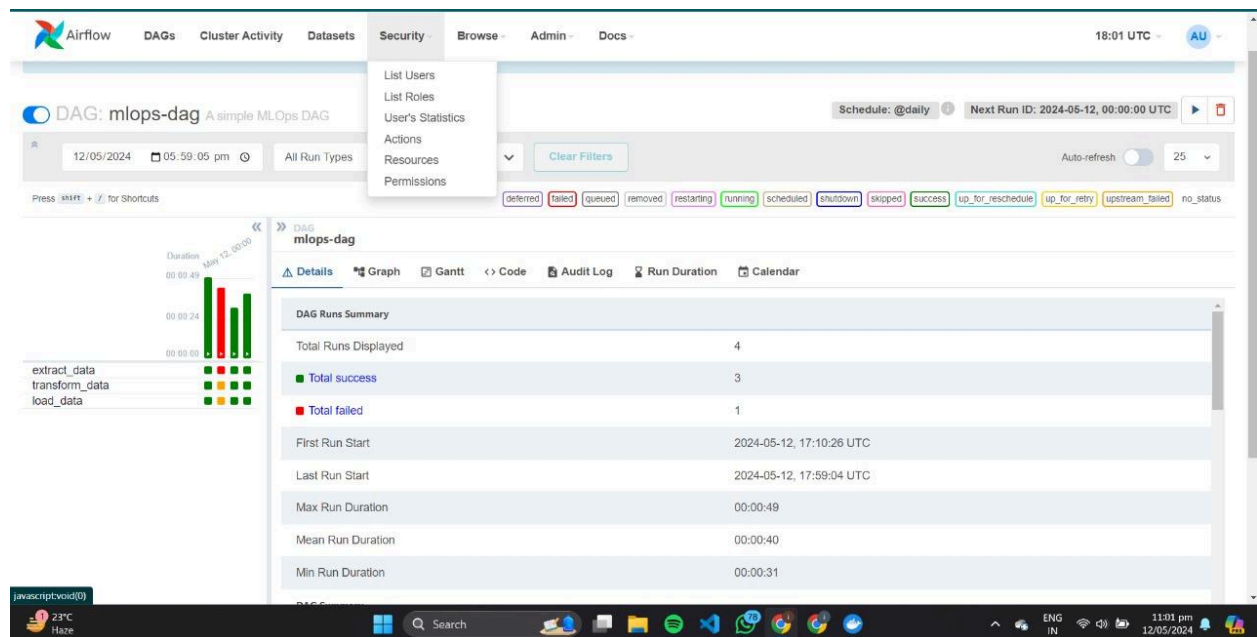 Airflow DAGs Cluster Activity Datasets Security Browse Admin Docs 18:01 UTC AU
List Users
List Roles
User's Statistics
Actions
Resources
Permissions
DAG: mlops-dag A simple MLOps DAG Schedule: @daily Next Run ID: 2024-05-12, 00:00:00 UTC
12/05/2024 05:59:05 pm All Run Types Clear Filters Auto-refresh 25
Press shift + / for Shortcuts deferred failed queued removed restarting running scheduled shutdown skipped success up_for_reschedule up_for_retry upstream_failed no_status
Duration
May 12, 00:00
00:00:49
00:00:24
00:00:00
extract_data
transform_data
load_data
DAG
mlops-dag
Details Graph Gantt <> Code Audit Log Run Duration Calendar
DAG Runs Summary
Total Runs Displayed 4
Total success 3
Total failed 1
First Run Start 2024-05-12, 17:10:26 UTC
Last Run Start 2024-05-12, 17:59:04 UTC
Max Run Duration 00:00:49
Mean Run Duration 00:00:40
Min Run Duration 00:00:31
javascript:void(0)
1
23°C
Haze
Search
78
ENG
IN
11:01 pm
12/05/2024